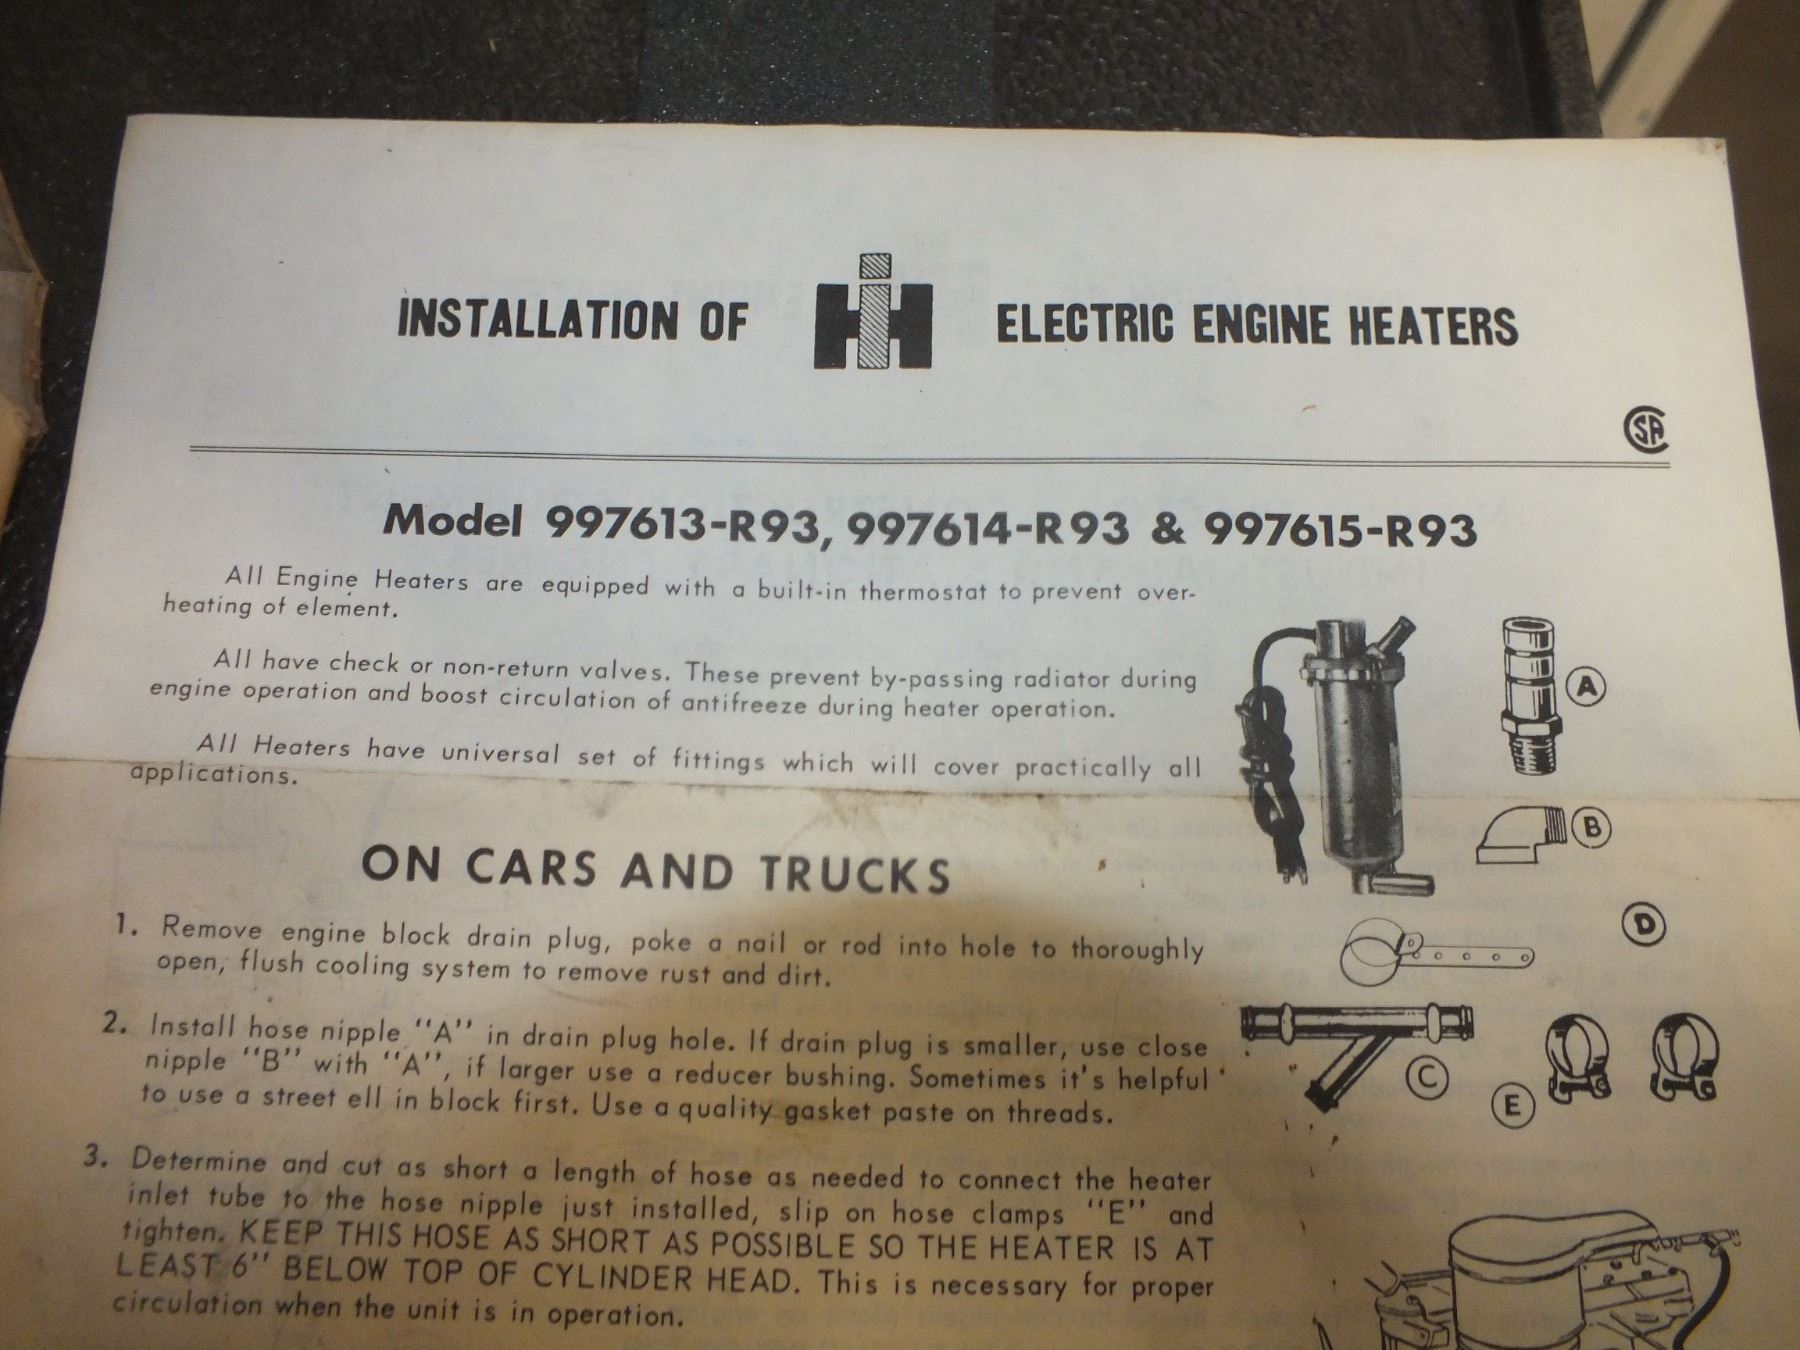 INSTALLATION OF IH ELECTRIC ENGINE HEATERS
CSA
Model 997613-R93, 997614-R93 & 997615-R93
All Engine Heaters are equipped with a built-in thermostat to prevent over-
heating of element.
All have check or non-return valves. These prevent by-passing radiator during
engine operation and boost circulation of antifreeze during heater operation.
All Heaters have universal set of fittings which will cover practically all
applications.
A
B
D
C
E
ON CARS AND TRUCKS
1. Remove engine block drain plug, poke a nail or rod into hole to thoroughly
open, flush cooling system to remove rust and dirt.
2. Install hose nipple "A" in drain plug hole. If drain plug is smaller, use close
nipple "B" with "A", if larger use a reducer bushing. Sometimes it's helpful
to use a street ell in block first. Use a quality gasket paste on threads.
3. Determine and cut as short a length of hose as needed to connect the heater
inlet tube to the hose nipple just installed, slip on hose clamps "E" and
tighten. KEEP THIS HOSE AS SHORT AS POSSIBLE SO THE HEATER IS AT
LEAST 6" BELOW TOP OF CYLINDER HEAD. This is necessary for proper
circulation when the unit is in operation.